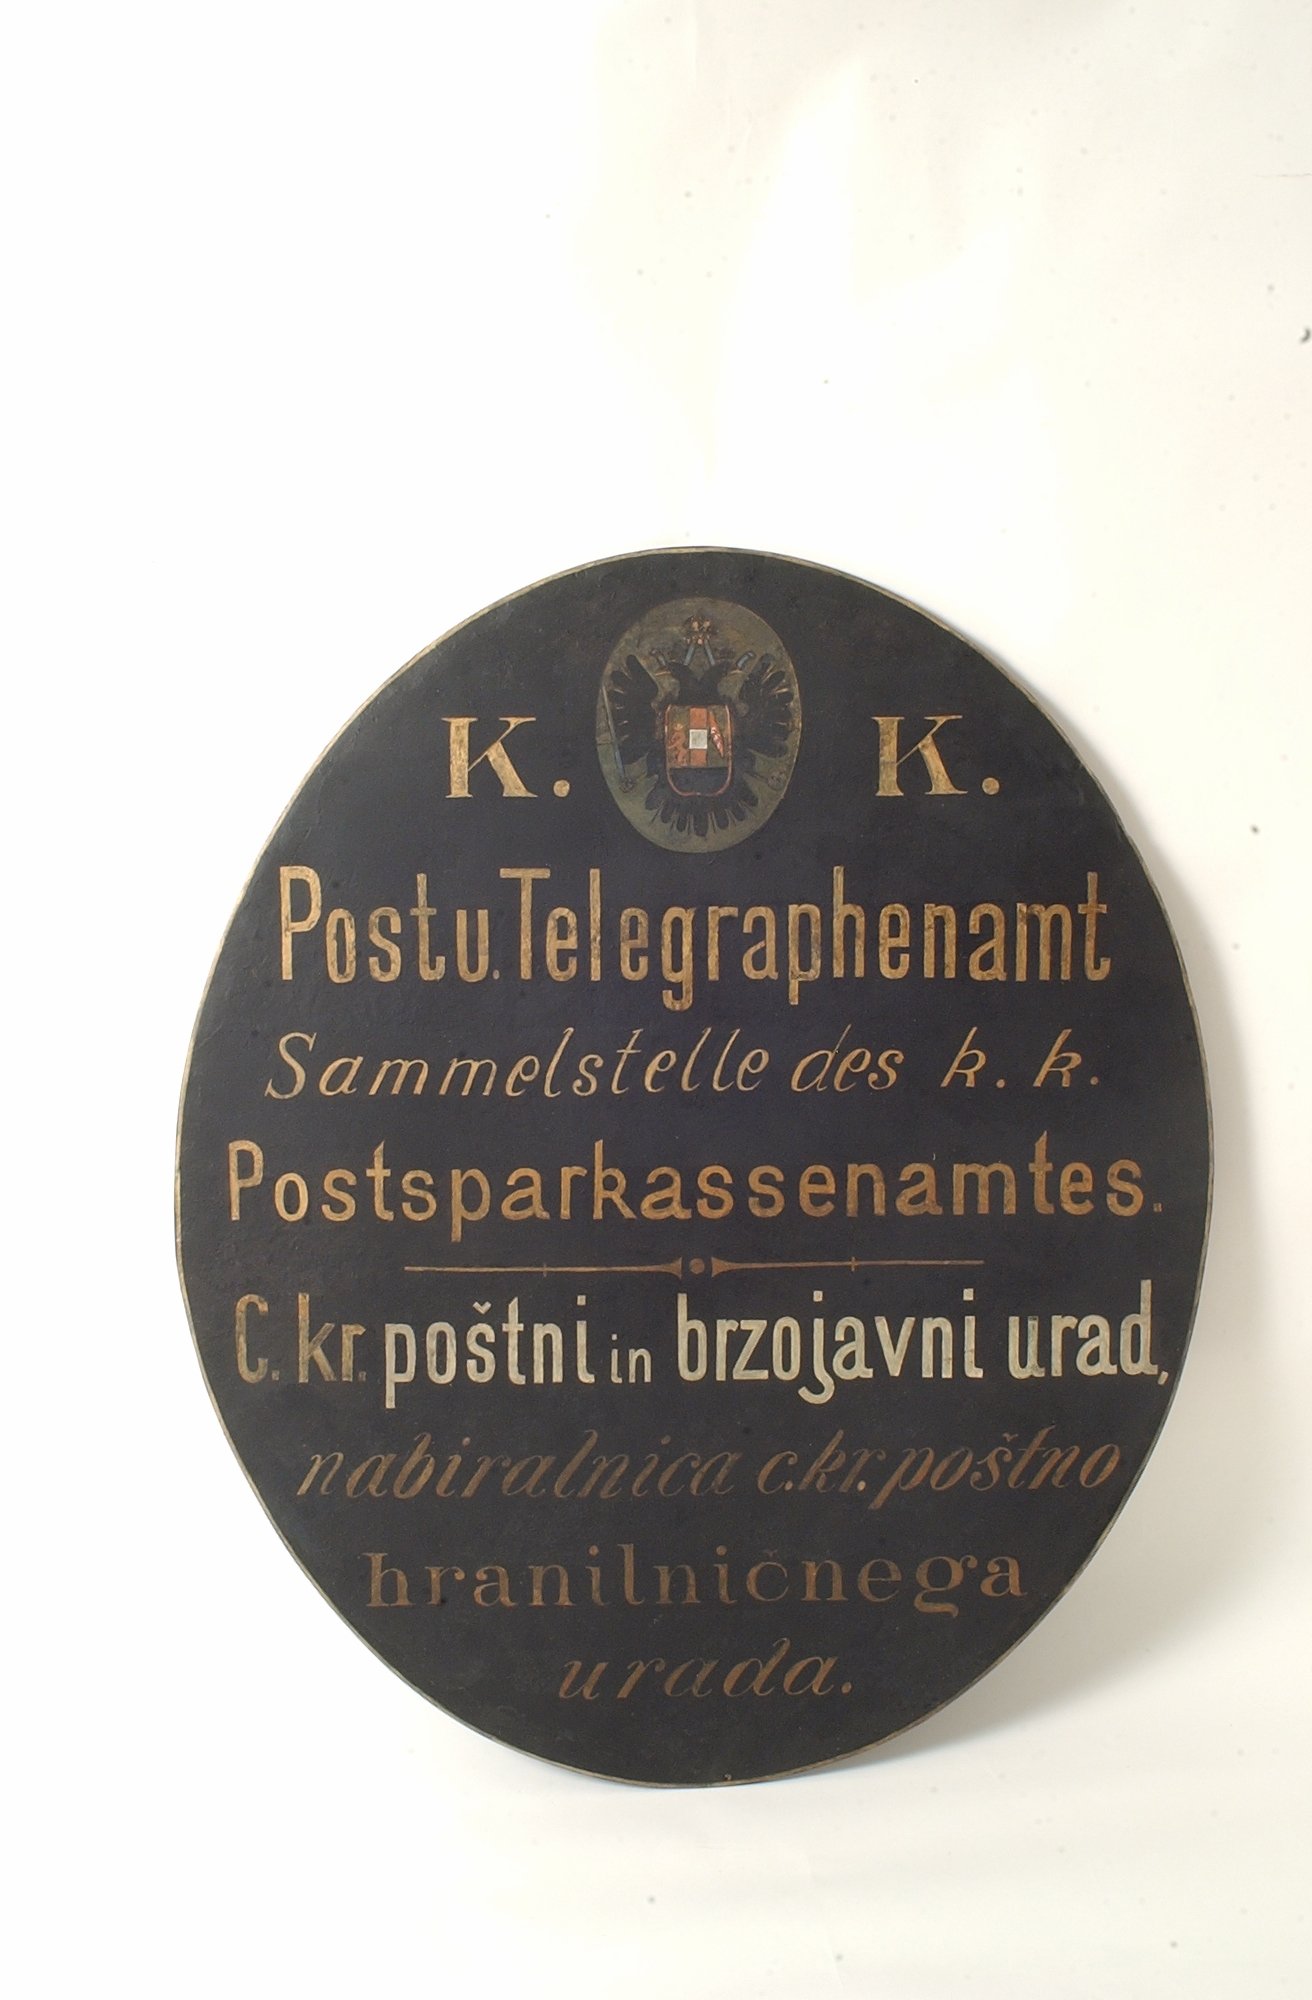 K. K.
Post u. Telegraphenamt
Sammelstelle des k. k.
Postsparkassenamtes.
C. kr. poštni in brzojavni urad,
nabiralnica c. kr. poštno
hranilničnega
urada.